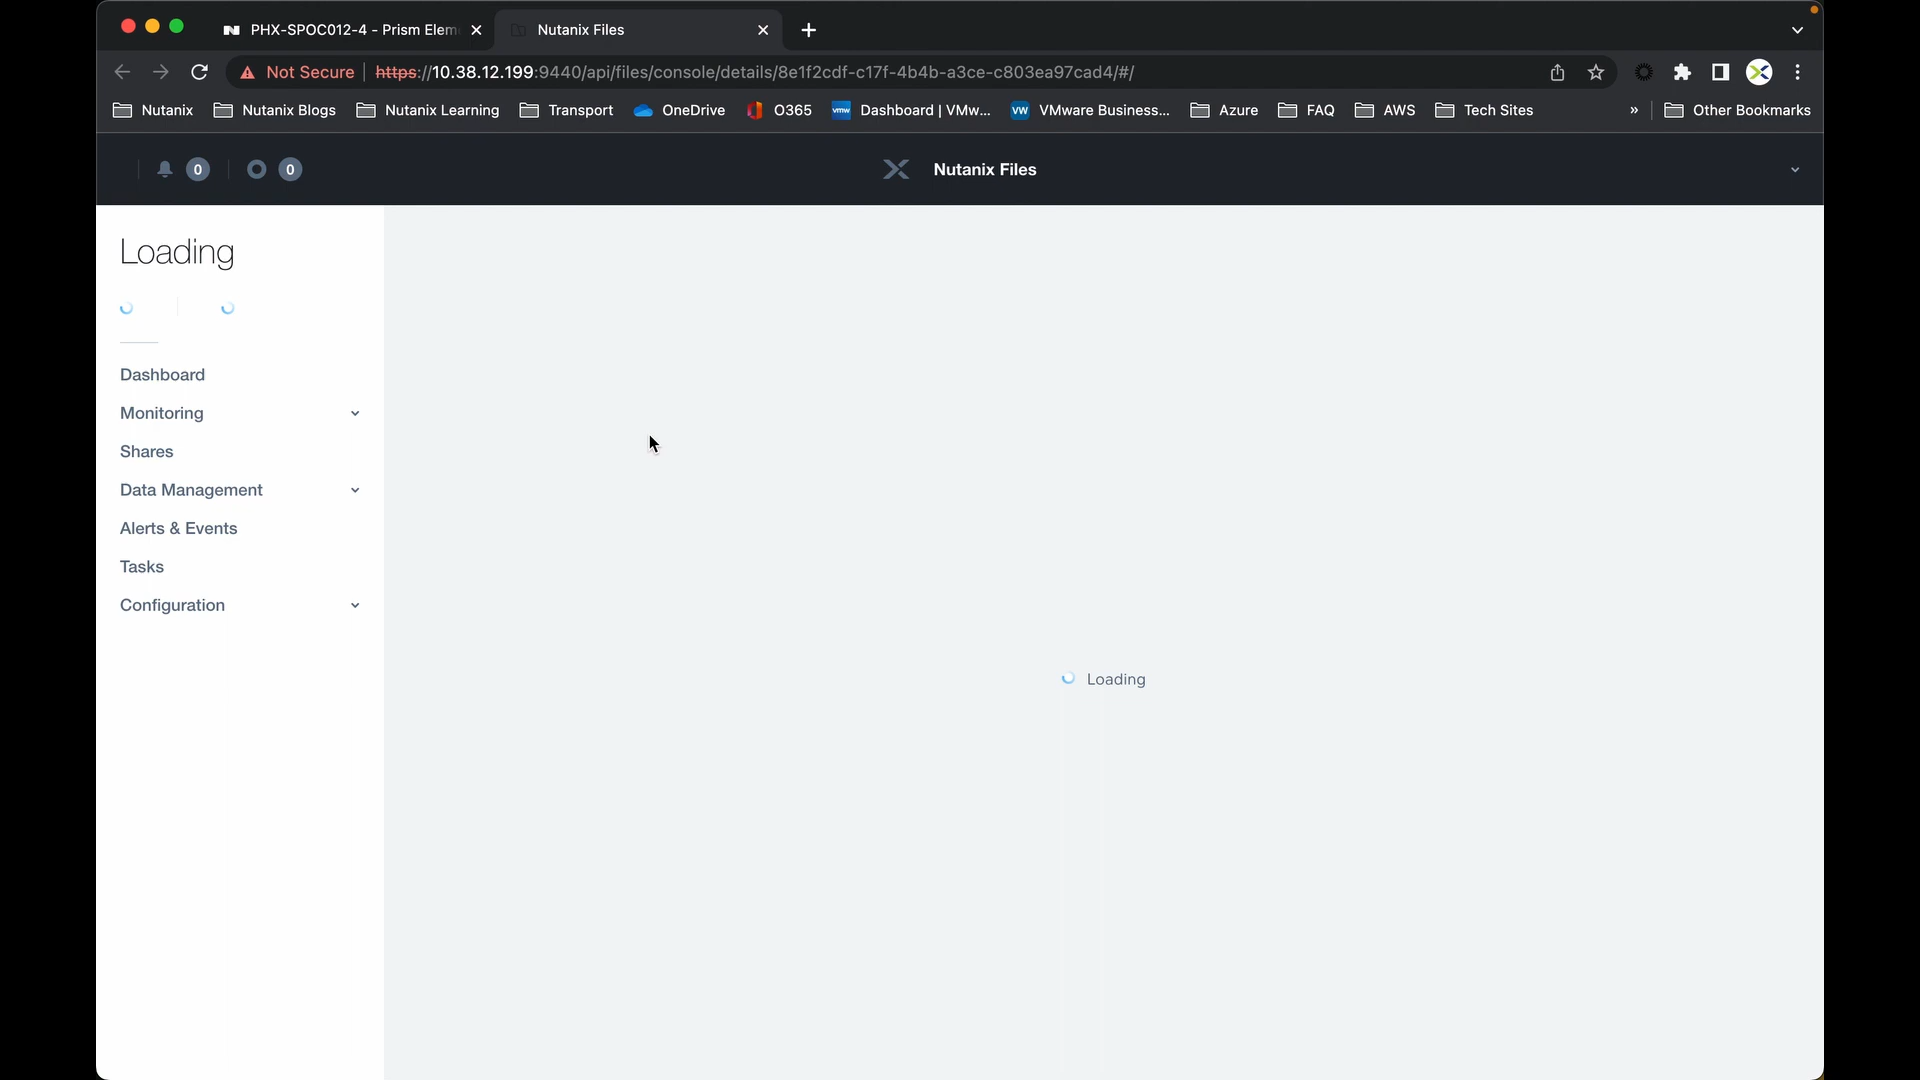 PHX-SPOC012-4 - Prism Elem
Nutanix Files
Not Secure
https://10.38.12.199:9440/api/files/console/details/8e1f2cdf-c17f-4b4b-a3ce-c803ea97cad4/#/
Nutanix
Nutanix Blogs
Nutanix Learning
Transport
OneDrive
O365
vmw
Dashboard | VMw...
VW
VMware Business...
Azure
FAQ
AWS
Tech Sites
»
Other Bookmarks
0
0
Nutanix Files
Loading
Dashboard
Monitoring
Shares
Data Management
Alerts & Events
Tasks
Configuration
Loading